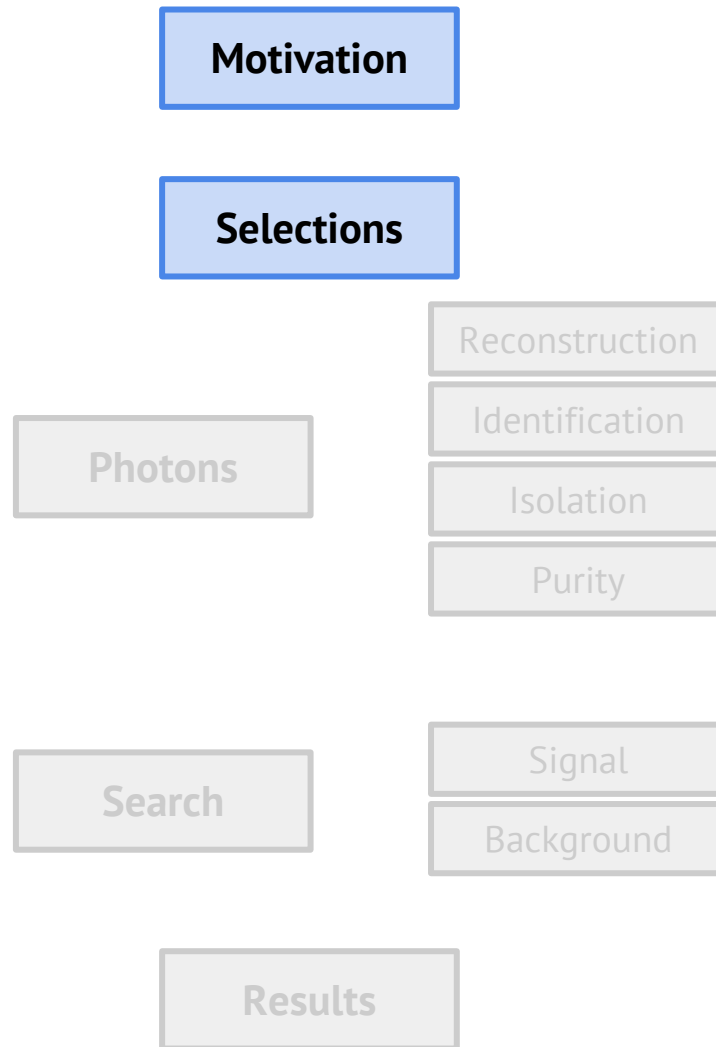 Motivation
Selections
Photons
Reconstruction
Identification
Isolation
Purity
Search
Signal
Background
Results